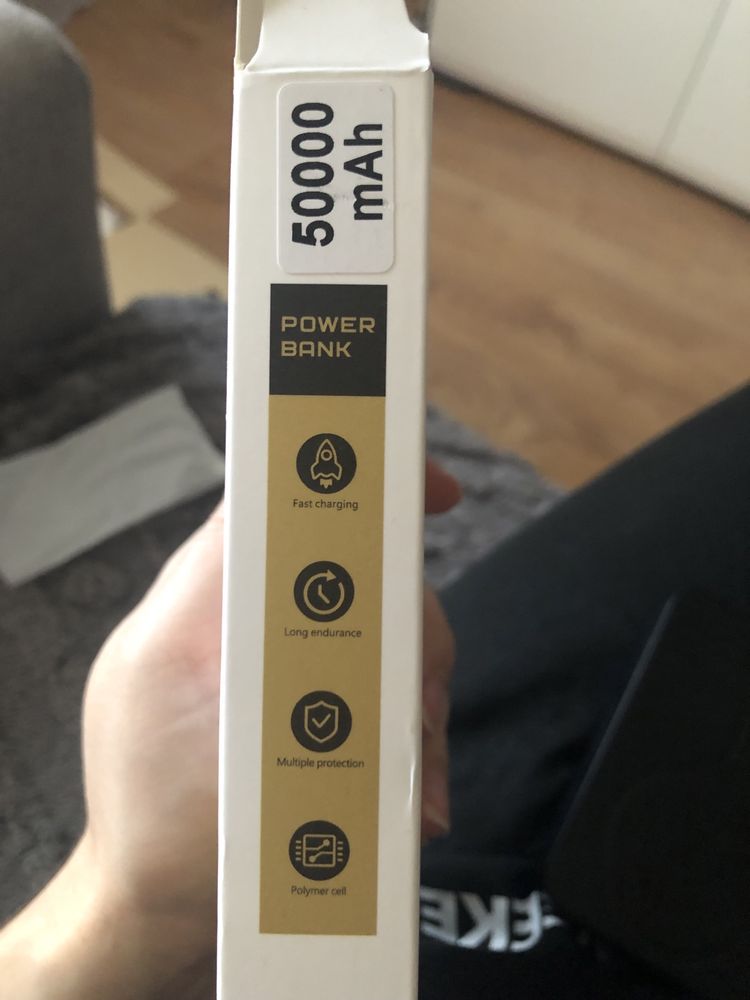 50000
mAh
POWER
BANK
Fast charging
Long endurance
Multiple protection
Polymer cell